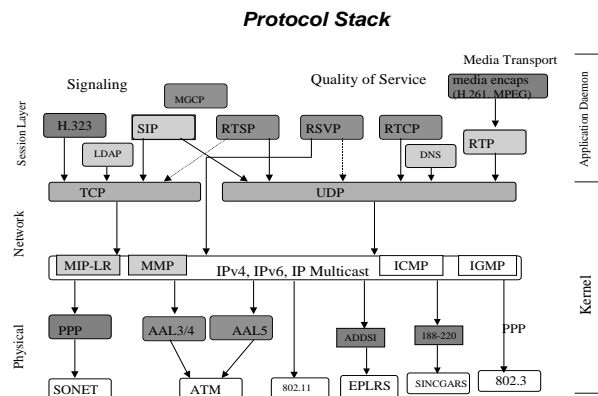 Protocol Stack
Media Transport
Signaling
Quality of Service
media encaps
(H.261, MPEG)
MGCP
H.323
SIP
RTSP
RSVP
RTCP
RTP
LDAP
DNS
TCP
UDP
MIP-LR
MMP
IPv4, IPv6, IP Multicast
ICMP
IGMP
PPP
AAL3/4
AAL5
ADDSI
188-220
PPP
SONET
ATM
802.11
EPLRS
SINCGARS
802.3
Session Layer
Network
Physical
Application Daemon
Kernel